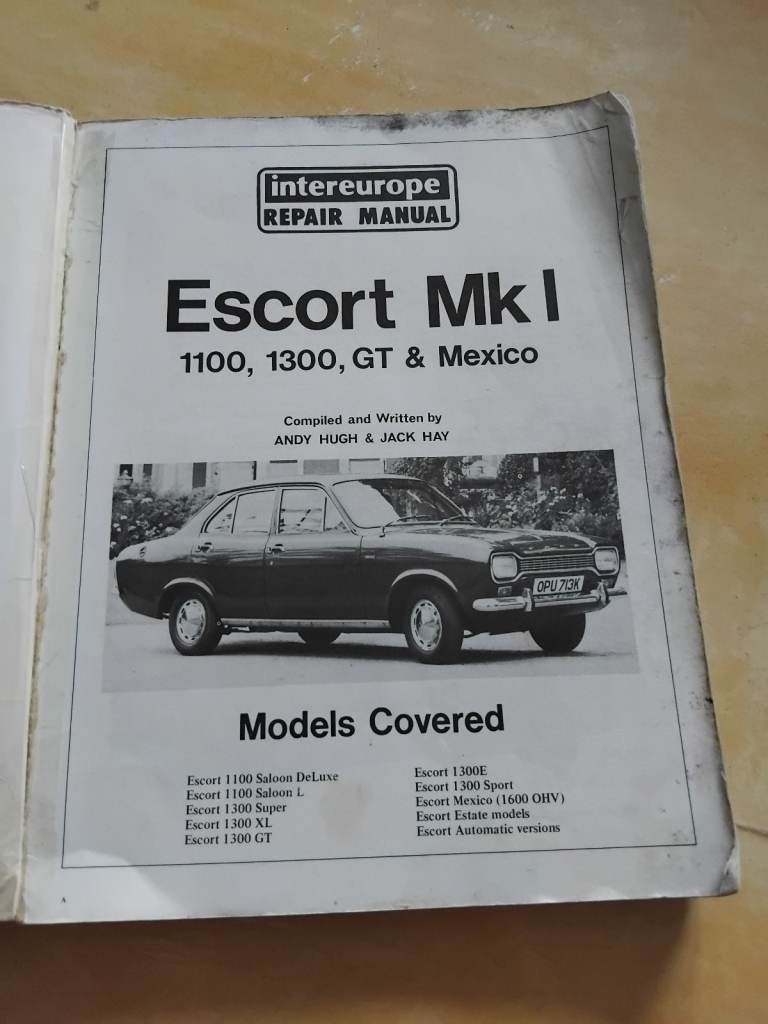 intereurope
REPAIR MANUAL
Escort Mk I
1100, 1300, GT & Mexico
Compiled and Written by
ANDY HUGH & JACK HAY
OPU 713K
Models Covered
Escort 1100 Saloon DeLuxe
Escort 1100 Saloon L
Escort 1300 Super
Escort 1300 XL
Escort 1300 GT
Escort 1300E
Escort 1300 Sport
Escort Mexico (1600 OHV)
Escort Estate models
Escort Automatic versions
A